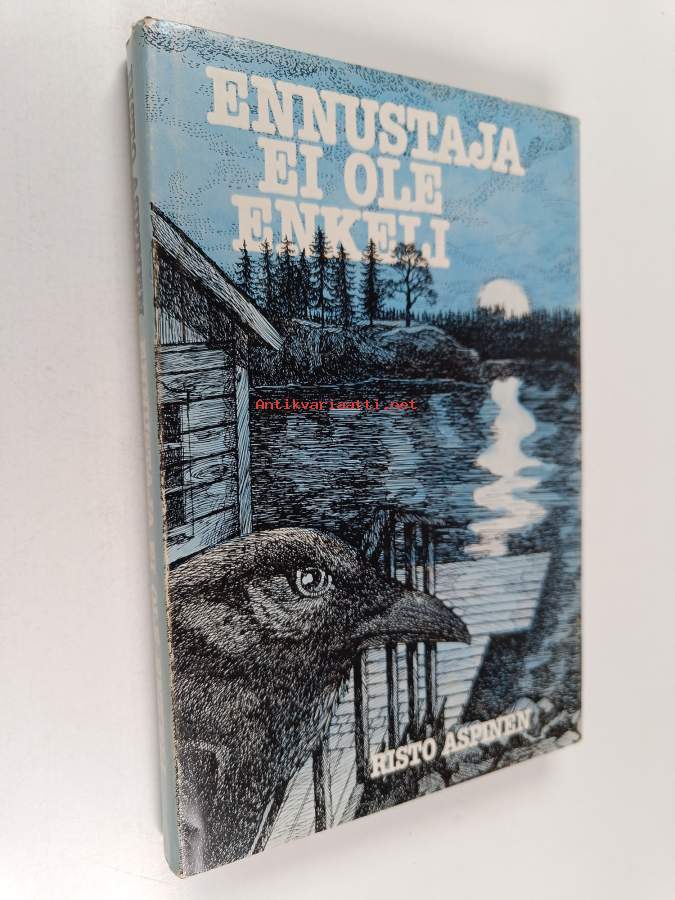 ENNUSTAJA
EI OLE
ENKELI
Antikvariaatti.net
RISTO ASPINEN